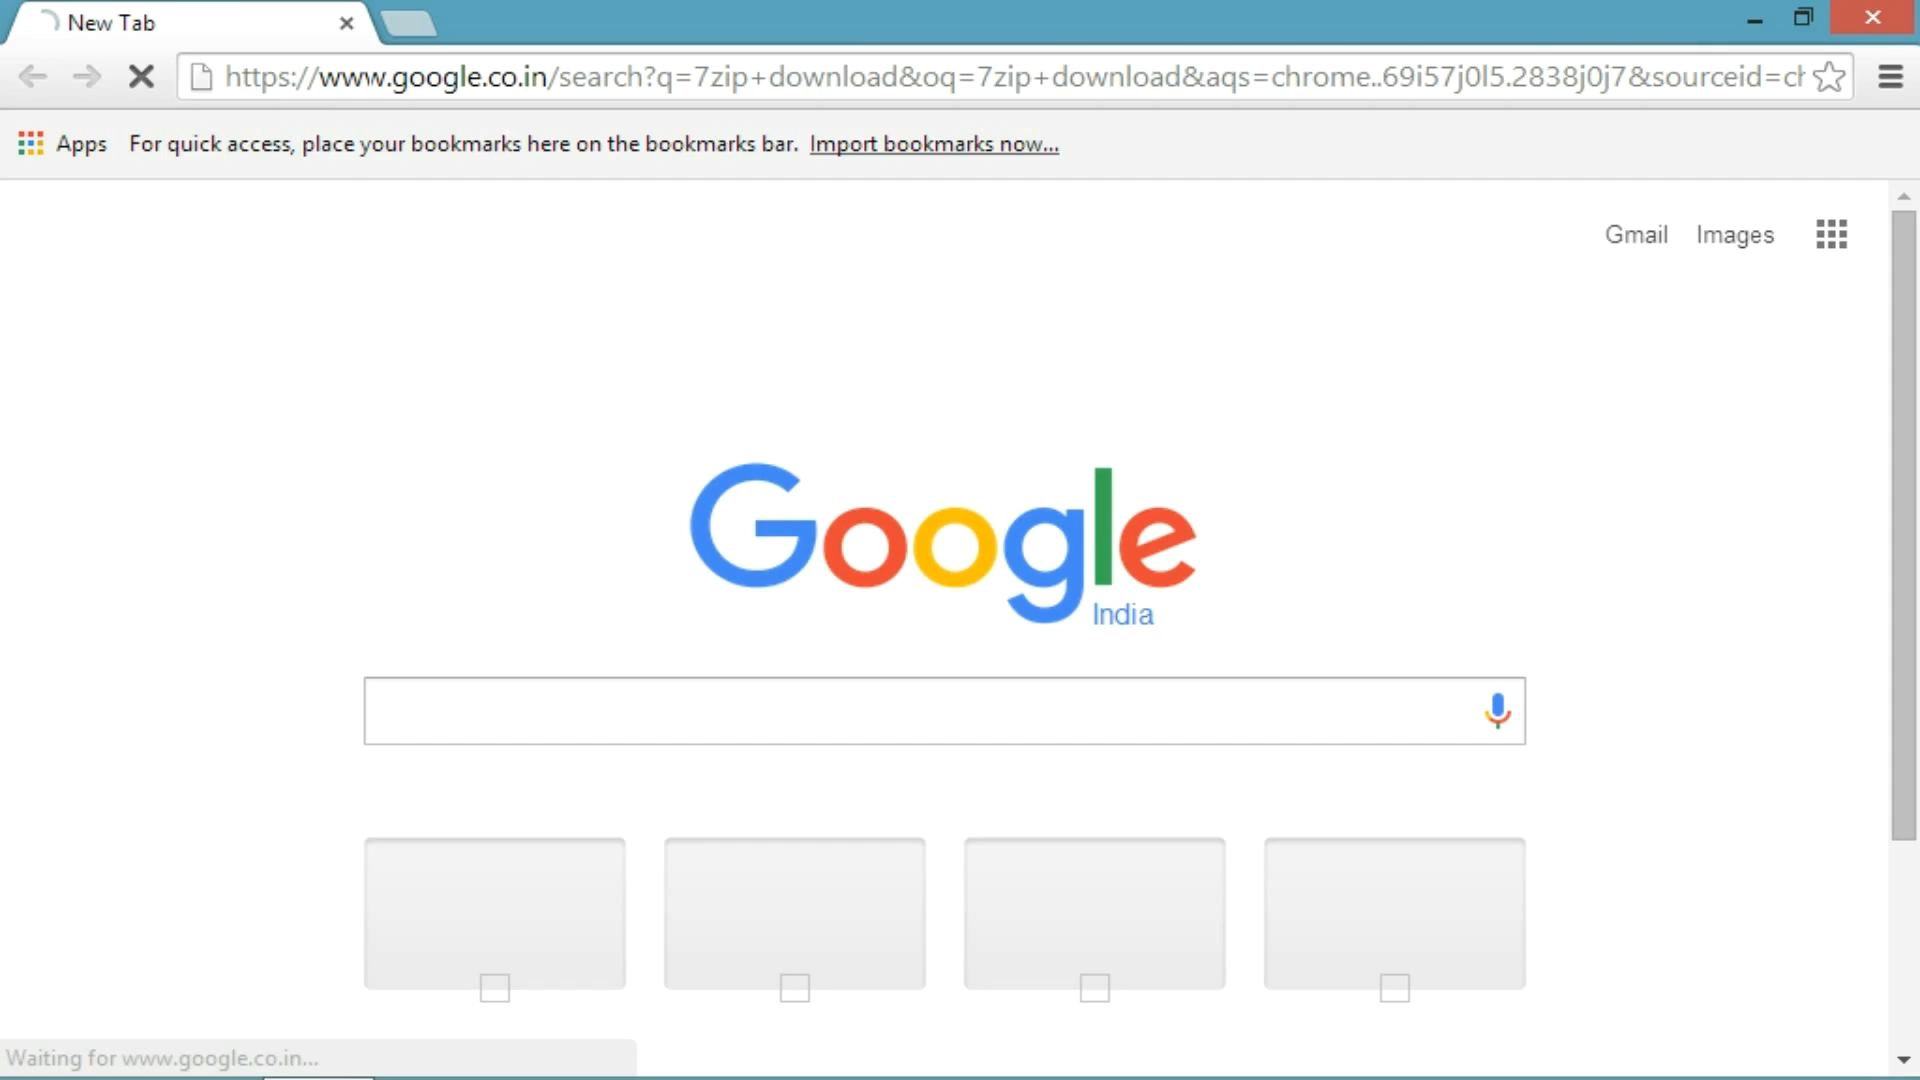 New Tab
https://www.google.co.in/search?q=7zip+download&oq=7zip+download&aqs=chrome..69i57j0l5.2838j0j7&sourceid=ch
Apps For quick access, place your bookmarks here on the bookmarks bar. Import bookmarks now...
Gmail Images
Google
India
Waiting for www.google.co.in...